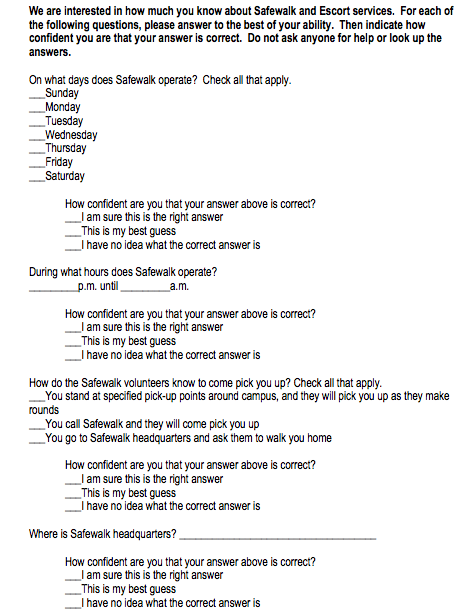 We are interested in how much you know about Safewalk and Escort services.  For each of
the following questions, please answer to the best of your ability.  Then indicate how
confident you are that your answer is correct.  Do not ask anyone for help or look up the
answers.
On what days does Safewalk operate?  Check all that apply.
___Sunday
___Monday
___Tuesday
___Wednesday
___Thursday
___Friday
___Saturday
How confident are you that your answer above is correct?
___I am sure this is the right answer
___This is my best guess
___I have no idea what the correct answer is
During what hours does Safewalk operate?
_________p.m. until _________a.m.
How confident are you that your answer above is correct?
___I am sure this is the right answer
___This is my best guess
___I have no idea what the correct answer is
How do the Safewalk volunteers know to come pick you up? Check all that apply.
___You stand at specified pick-up points around campus, and they will pick you up as they make
rounds
___You call Safewalk and they will come pick you up
___You go to Safewalk headquarters and ask them to walk you home
How confident are you that your answer above is correct?
___I am sure this is the right answer
___This is my best guess
___I have no idea what the correct answer is
Where is Safewalk headquarters? ___________________________________
How confident are you that your answer above is correct?
___I am sure this is the right answer
___This is my best guess
___I have no idea what the correct answer is